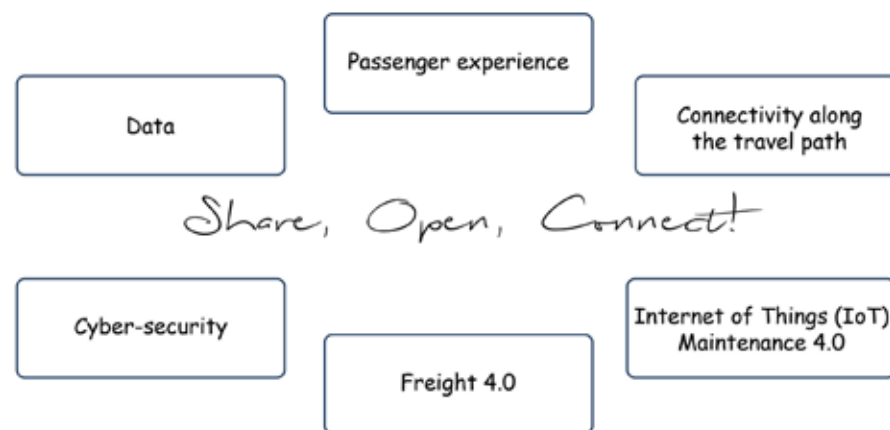 Passenger experience
Data
Connectivity along
the travel path
Share, Open, Connect!
Cyber-security
Internet of Things (IoT)
Maintenance 4.0
Freight 4.0